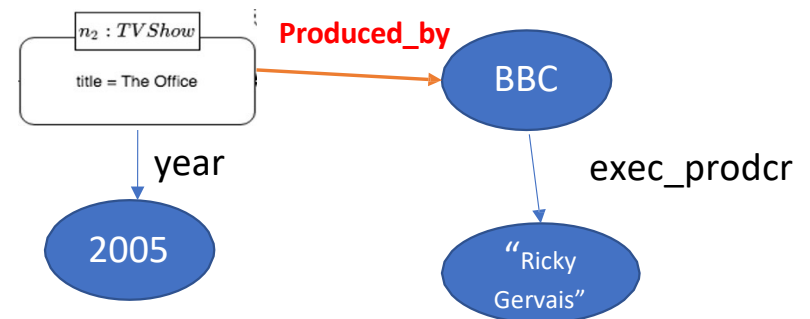 n₂ : TVShow
Produced_by
title = The Office
BBC
year
exec_prodcr
2005
“Ricky
Gervais”